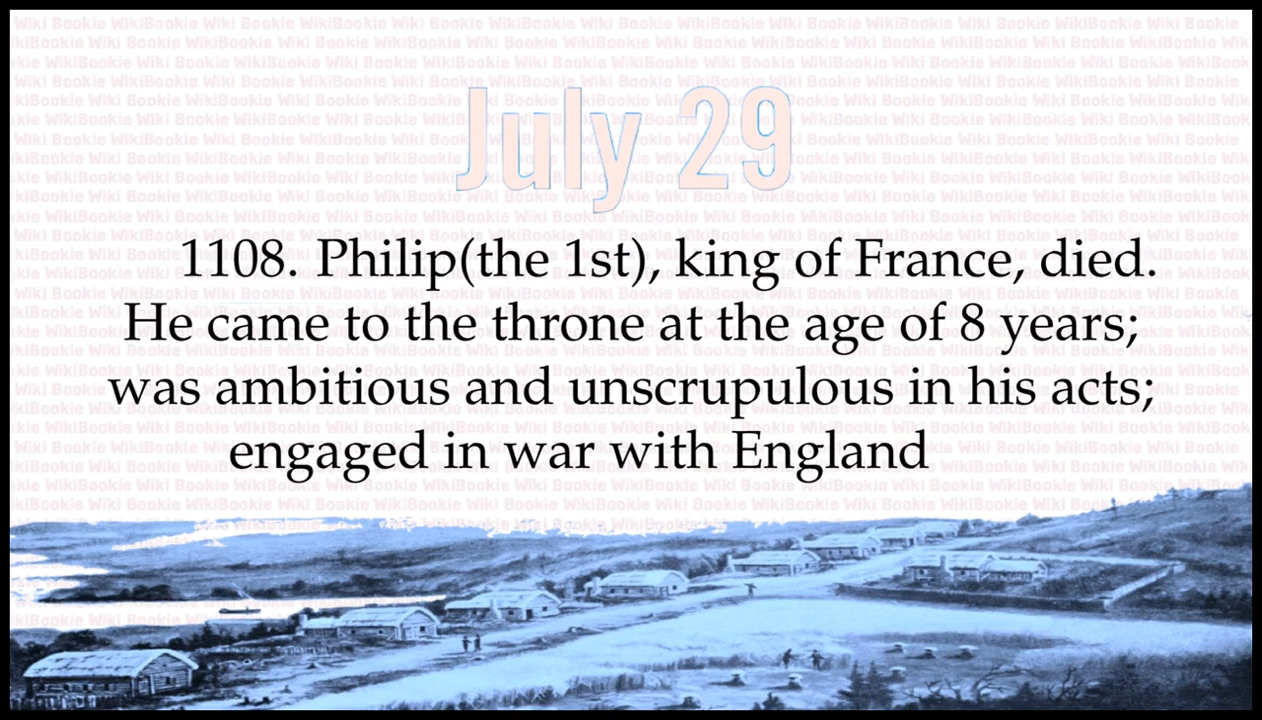 July 29
1108. Philip(the 1st), king of France, died.
He came to the throne at the age of 8 years;
was ambitious and unscrupulous in his acts;
engaged in war with England